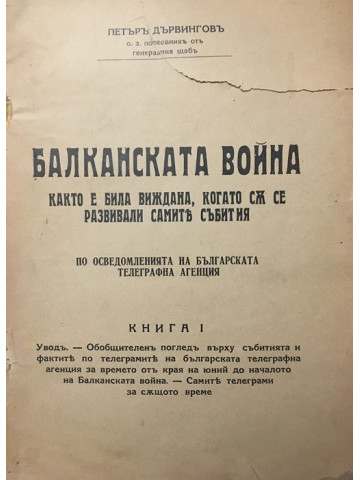 ПЕТЪРЪ ДЪРВИНГОВЪ
о. з. полковникъ отъ
генералния щабъ
БАЛКАНСКАТА ВОЙНА
КАКТО Е БИЛА ВИЖДАНА, КОГАТО СѪ СЕ
РАЗВИВАЛИ САМИТѢ СЪБИТИЯ
ПО ОСВЕДОМЛЕНИЯТА НА БЪЛГАРСКАТА
ТЕЛЕГРАФНА АГЕНЦИЯ
КНИГА I
Уводъ. — Обобщителенъ погледъ върху събитията и
фактитѣ по телеграмитѣ на българската телеграфна
агенция за времето отъ края на юний до началото
на Балканската война. — Самитѣ телеграми
за сѫщото време